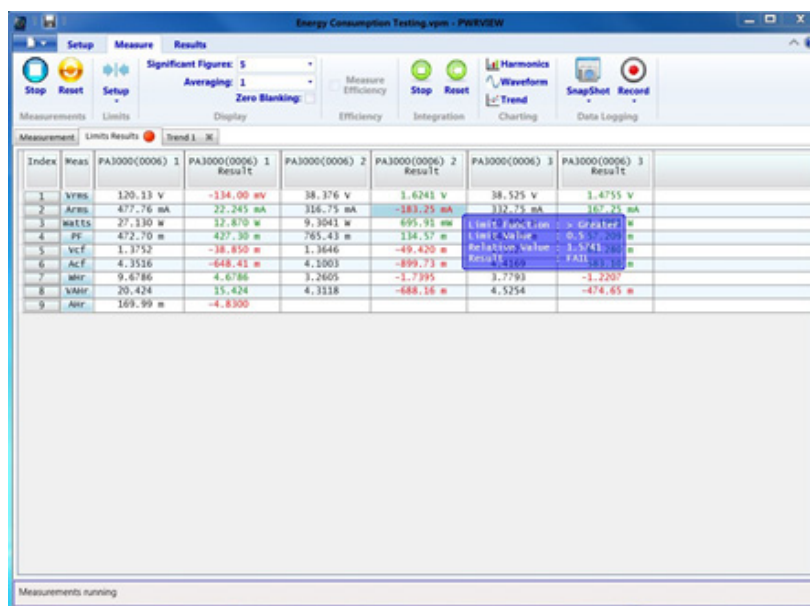 Energy Consumption Testing.vpm - PWRVIEW
Setup Measure Results
Stop Reset Setup Significant Figures: 5
Averaging: 1
Zero Blanking:
Measure Efficiency
Stop Reset
Harmonics
Waveform
Trend
SnapShot Record
Measurements Limits Display Efficiency Integration Charting Data Logging
Measurement Limits Results Trend 1
Index Meas PA3000(0006) 1 PA3000(0006) 1 Result PA3000(0006) 2 PA3000(0006) 2 Result PA3000(0006) 3 PA3000(0006) 3 Result
1 Vrms 120.13 V -134.00 mV 38.376 V 1.6241 V 38.525 V 1.4755 V
2 Arms 477.76 mA 22.245 mA 316.75 mA -183.25 mA 332.75 mA 167.25 mA
3 Watts 27.130 W 12.870 W 9.3041 W 695.91 mW
4 PF 472.70 m 427.30 m 765.43 m 134.57 m
5 Vcf 1.3752 -38.850 m 1.3646 -49.420 m
6 Acf 4.3516 -648.41 m 4.1003 -899.73 m
7 WHr 9.6786 4.6786 3.2605 -1.7395 3.7793 -1.2207
8 VAHr 20.424 15.424 4.3118 -688.16 m 4.5254 -474.65 m
9 AHr 169.99 m -4.8300
Limit Function : > Greater
Limit Value : 0.5
Relative Value : 1.5741
Result : FAIL
Measurements running